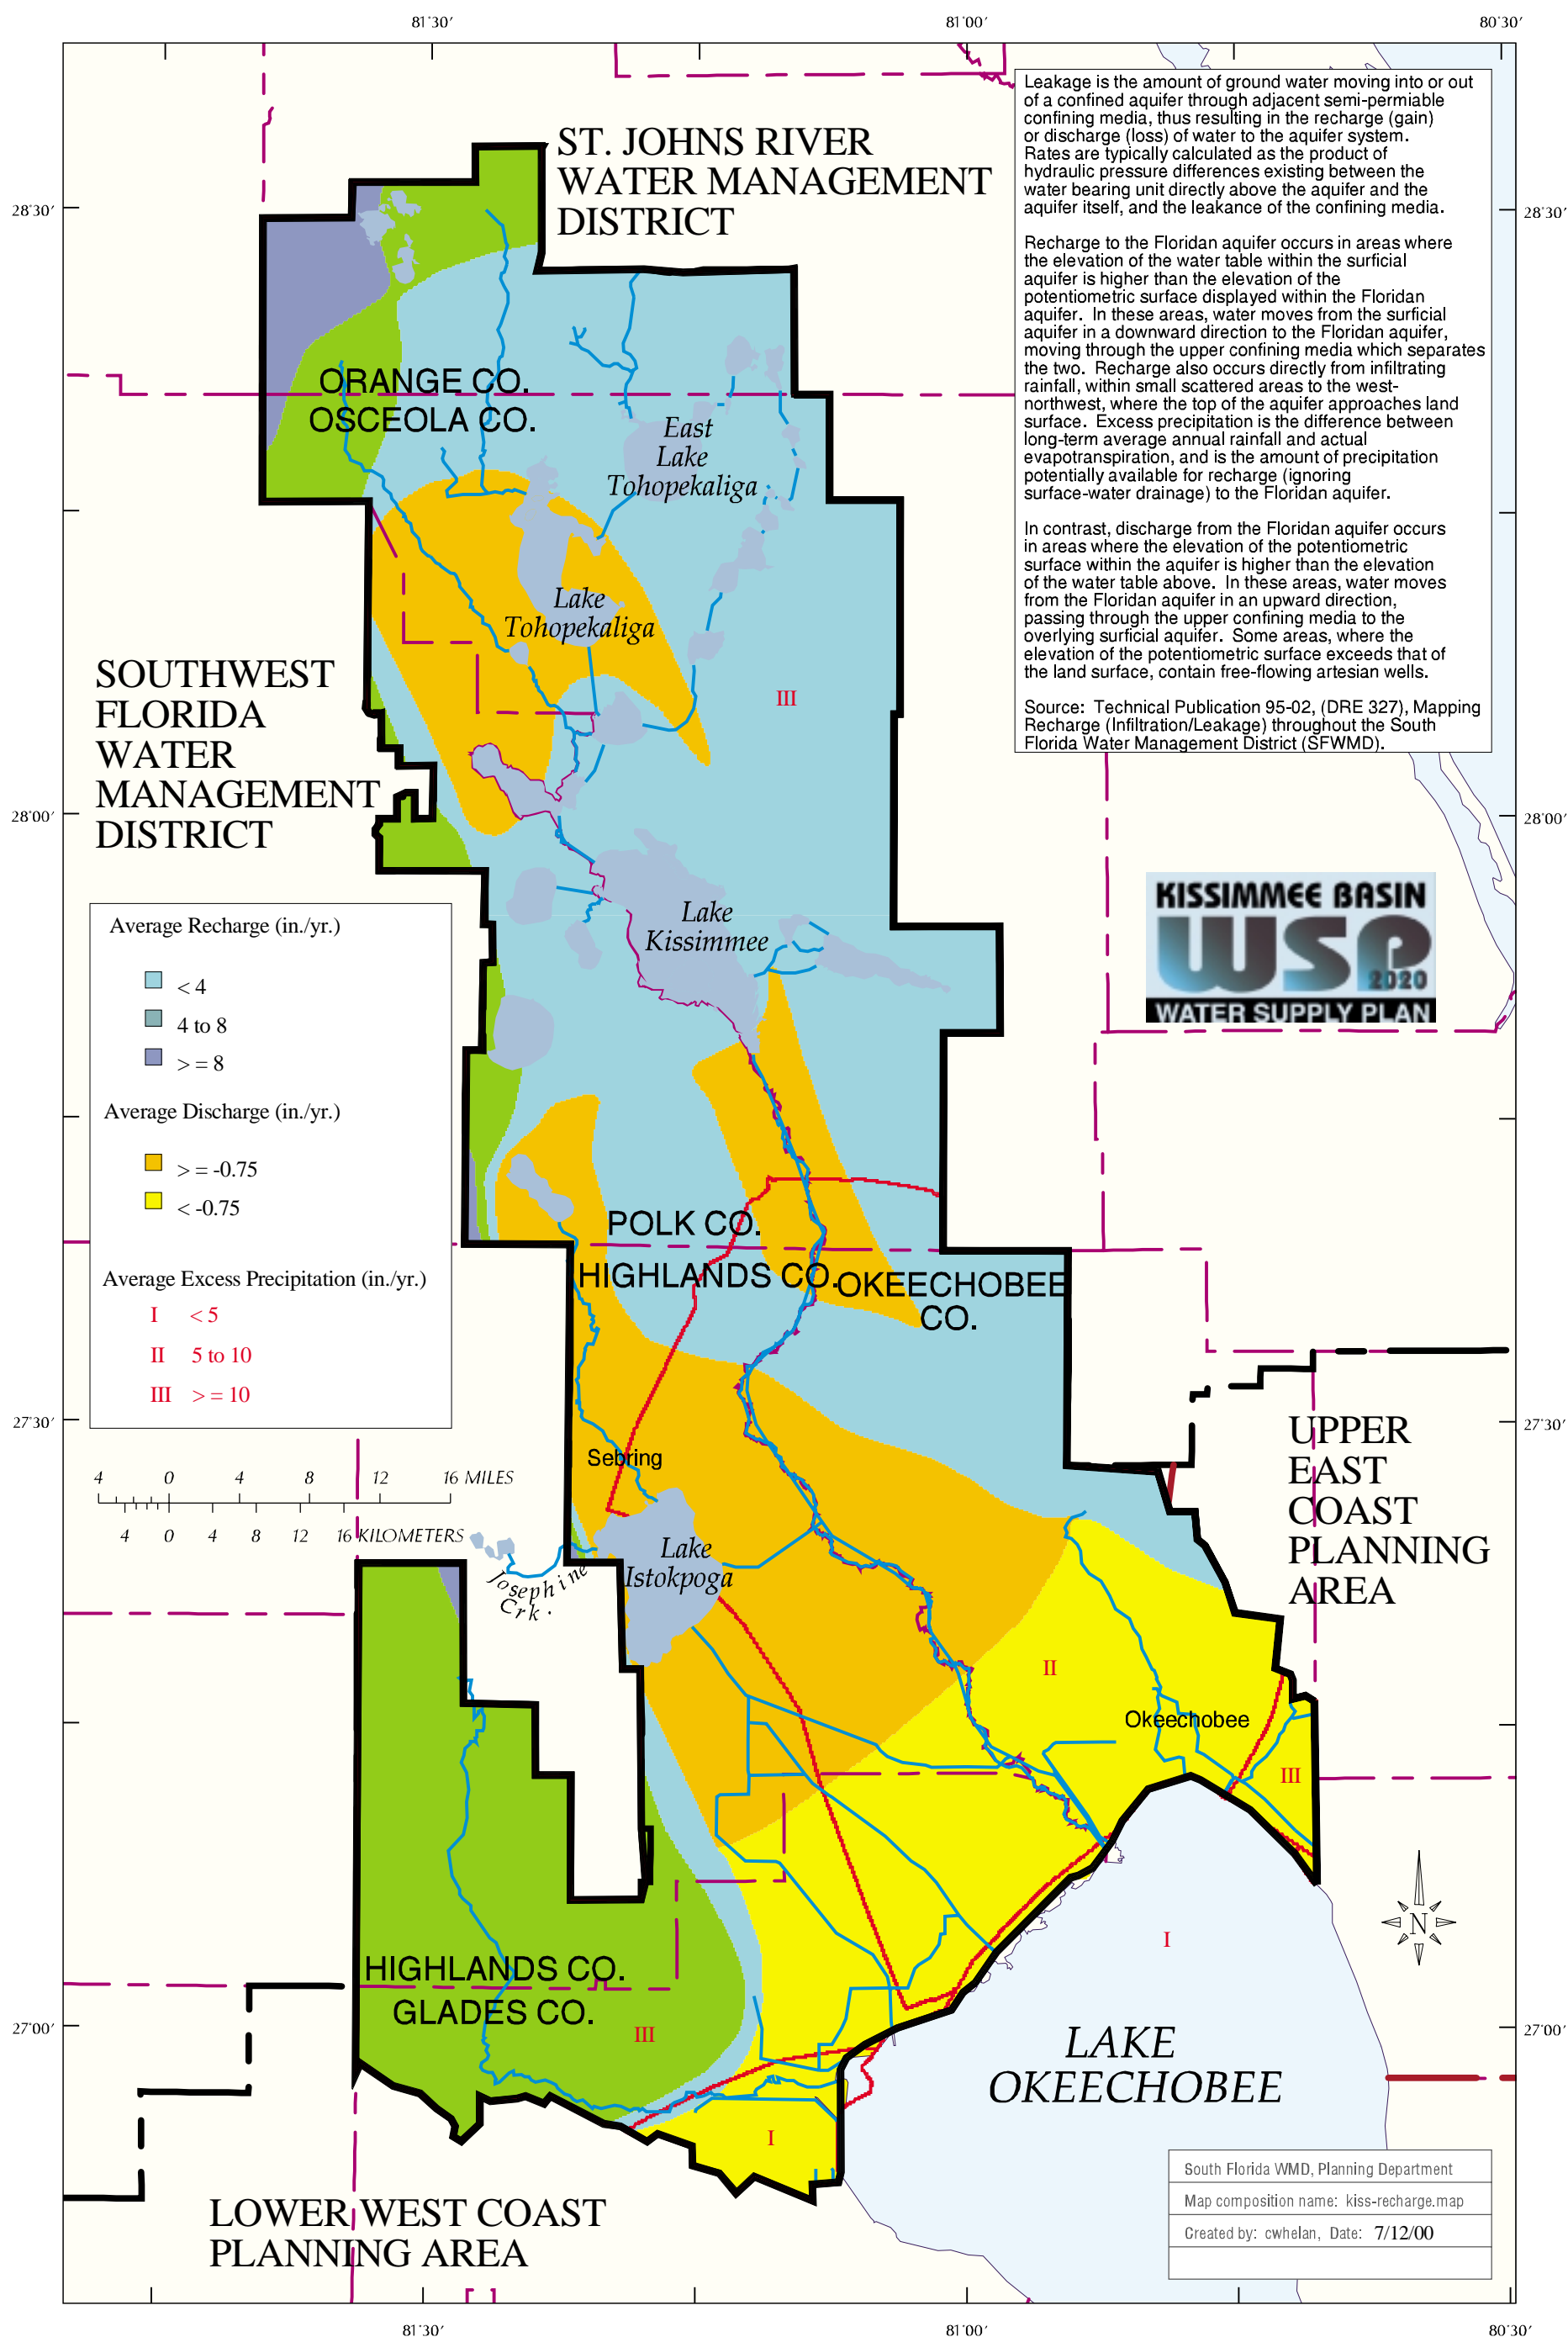 81°30′
81°00′
80°30′
Leakage is the amount of ground water moving into or out
of a confined aquifer through adjacent semi-permiable
confining media, thus resulting in the recharge (gain)
or discharge (loss) of water to the aquifer system.
Rates are typically calculated as the product of
hydraulic pressure differences existing between the
water bearing unit directly above the aquifer and the
aquifer itself, and the leakance of the confining media.
Recharge to the Floridan aquifer occurs in areas where
the elevation of the water table within the surficial
aquifer is higher than the elevation of the
potentiometric surface displayed within the Floridan
aquifer. In these areas, water moves from the surficial
aquifer in a downward direction to the Floridan aquifer,
moving through the upper confining media which separates
the two. Recharge also occurs directly from infiltrating
rainfall, within small scattered areas to the west-
northwest, where the top of the aquifer approaches land
surface. Excess precipitation is the difference between
long-term average annual rainfall and actual
evapotranspiration, and is the amount of precipitation
potentially available for recharge (ignoring
surface-water drainage) to the Floridan aquifer.
In contrast, discharge from the Floridan aquifer occurs
in areas where the elevation of the potentiometric
surface within the aquifer is higher than the elevation
of the water table above. In these areas, water moves
from the Floridan aquifer in an upward direction,
passing through the upper confining media to the
overlying surficial aquifer. Some areas, where the
elevation of the potentiometric surface exceeds that of
the land surface, contain free-flowing artesian wells.
Source: Technical Publication 95-02, (DRE 327), Mapping
Recharge (Infiltration/Leakage) throughout the South
Florida Water Management District (SFWMD).
ST. JOHNS RIVER
WATER MANAGEMENT
DISTRICT
28°30′
28°30′
ORANGE CO.
OSCEOLA CO.
East
Lake
Tohopekaliga
Lake
Tohopekaliga
III
SOUTHWEST
FLORIDA
WATER
MANAGEMENT
DISTRICT
28°00′
28°00′
KISSIMMEE BASIN
WSP
2020
WATER SUPPLY PLAN
Lake
Kissimmee
Average Recharge (in./yr.)
< 4
4 to 8
> = 8
Average Discharge (in./yr.)
> = -0.75
< -0.75
Average Excess Precipitation (in./yr.)
I < 5
II 5 to 10
III > = 10
POLK CO.
HIGHLANDS CO.
OKEECHOBEE
CO.
27°30′
27°30′
UPPER
EAST
COAST
PLANNING
AREA
Sebring
4 0 4 8 12 16 MILES
4 0 4 8 12 16 KILOMETERS
Lake
Istokpoga
Josephine
Crk.
II
Okeechobee
III
N
I
HIGHLANDS CO.
GLADES CO.
III
27°00′
27°00′
LAKE
OKEECHOBEE
I
LOWER WEST COAST
PLANNING AREA
South Florida WMD, Planning Department
Map composition name: kiss-recharge.map
Created by: cwhelan, Date: 7/12/00
81°30′
81°00′
80°30′